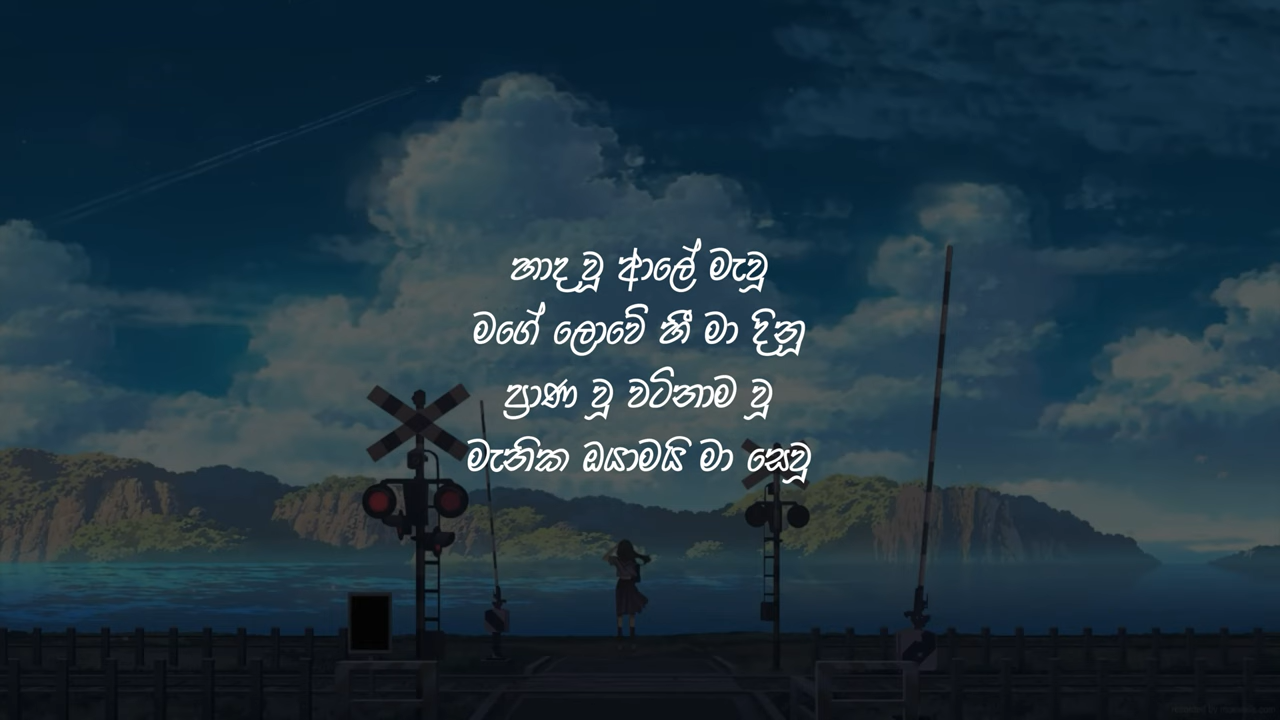 හාද වූ ආලේ මැවූ
මගේ ලොවේ හී මා දිනූ
ප්‍රාණ වූ වටිනාම වූ
මැනික ඔයාමයි මා සෙවූ